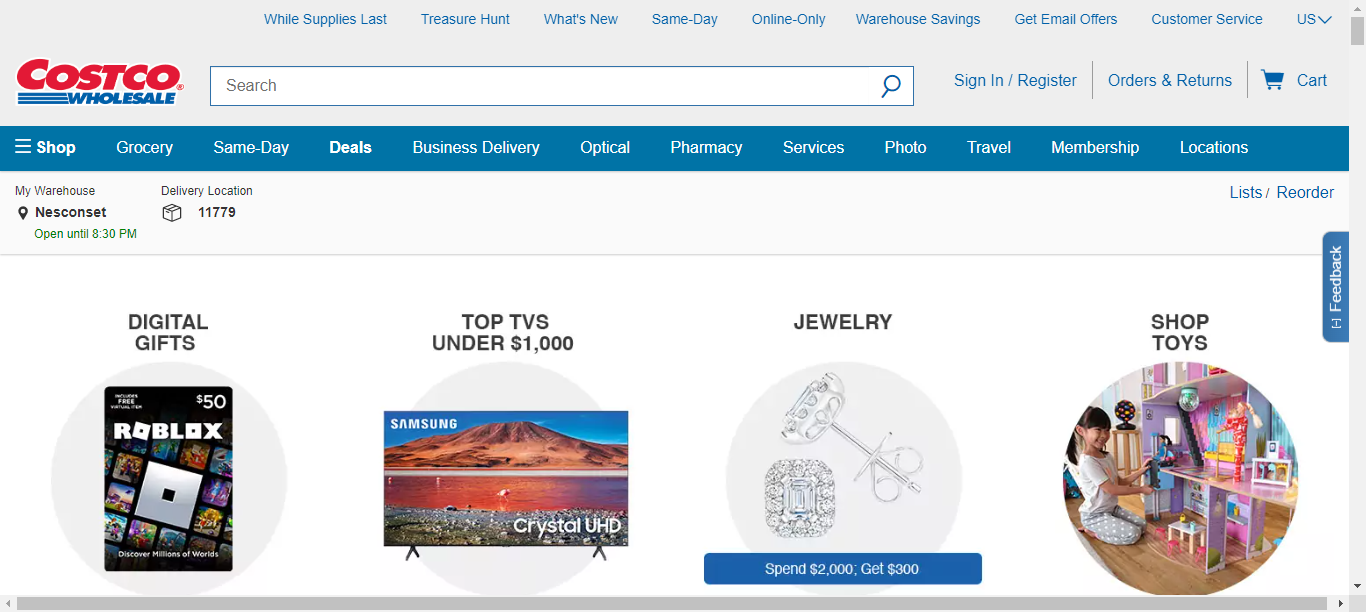 While Supplies Last Treasure Hunt What's New Same-Day Online-Only Warehouse Savings Get Email Offers Customer Service US
COSTCO
WHOLESALE
Search
Sign In / Register Orders & Returns Cart
Shop Grocery Same-Day Deals Business Delivery Optical Pharmacy Services Photo Travel Membership Locations
My Warehouse Delivery Location
Nesconset 11779
Open until 8:30 PM
Lists / Reorder
[-] Feedback
DIGITAL
GIFTS
INCLUDES
FREE
VIRTUAL ITEM
$50
ROBLOX
Discover Millions of Worlds
TOP TVS
UNDER $1,000
SAMSUNG
Crystal UHD
JEWELRY
Spend $2,000; Get $300
SHOP
TOYS